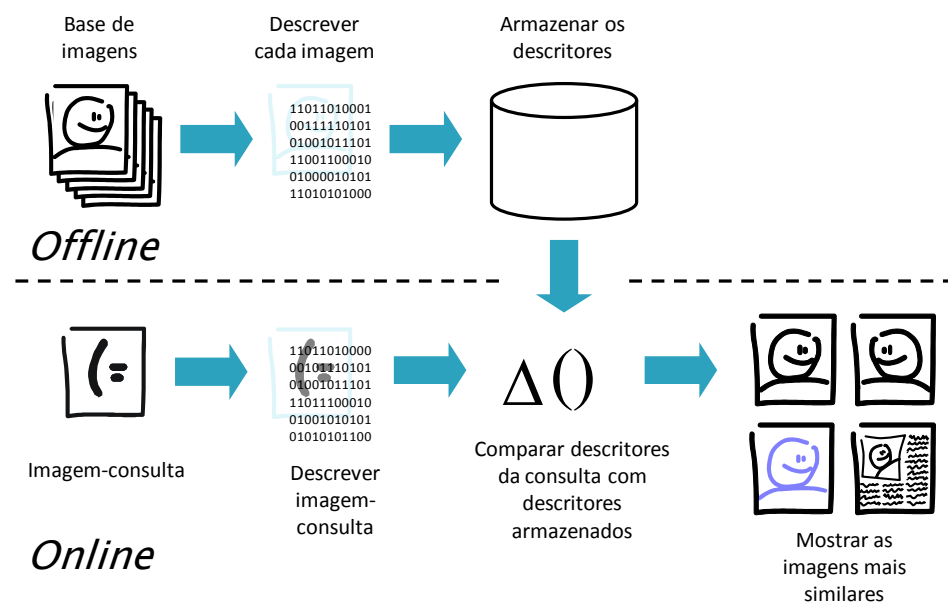 Base de
imagens
Descrever
cada imagem
Armazenar os
descritores
11011010001
00111110101
01001011101
11001100010
01000010101
11010101000
Offline
11011010000
00101110101
01001011101
11011100010
01001010101
01010101100
(=
Δ()
Imagem-consulta
Descrever
imagem-
consulta
Comparar descritores
da consulta com
descritores
armazenados
Mostrar as
imagens mais
similares
Online